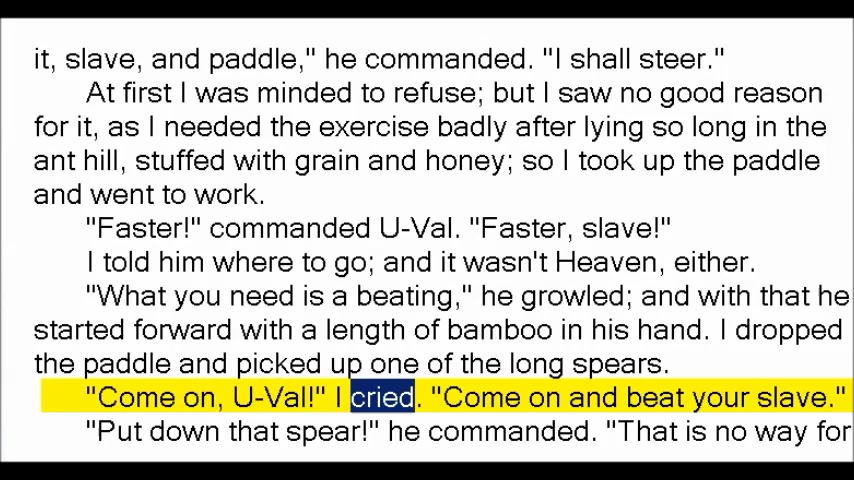 it, slave, and paddle," he commanded. "I shall steer."
At first I was minded to refuse; but I saw no good reason
for it, as I needed the exercise badly after lying so long in the
ant hill, stuffed with grain and honey; so I took up the paddle
and went to work.
"Faster!" commanded U-Val. "Faster, slave!"
I told him where to go; and it wasn't Heaven, either.
"What you need is a beating," he growled; and with that he
started forward with a length of bamboo in his hand. I dropped
the paddle and picked up one of the long spears.
"Come on, U-Val!" I cried. "Come on and beat your slave."
"Put down that spear!" he commanded. "That is no way for